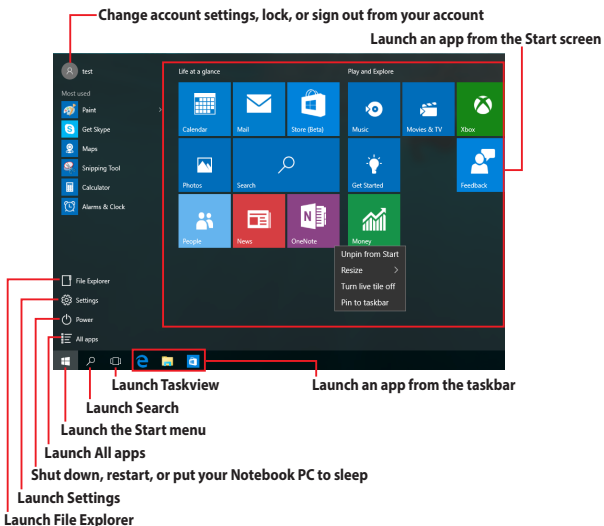 Change account settings, lock, or sign out from your account
Launch an app from the Start screen
test
Life at a glance
Play and Explore
Most used
Paint
Get Skype
Maps
Snipping Tool
Calculator
Alarms & Clock
Calendar
Mail
Store (Beta)
Music
Movies & TV
Xbox
Photos
Search
Get Started
Feedback
People
News
OneNote
Money
Unpin from Start
Resize
Turn live tile off
Pin to taskbar
File Explorer
Settings
Power
All apps
Launch Taskview
Launch an app from the taskbar
Launch Search
Launch the Start menu
Launch All apps
Shut down, restart, or put your Notebook PC to sleep
Launch Settings
Launch File Explorer